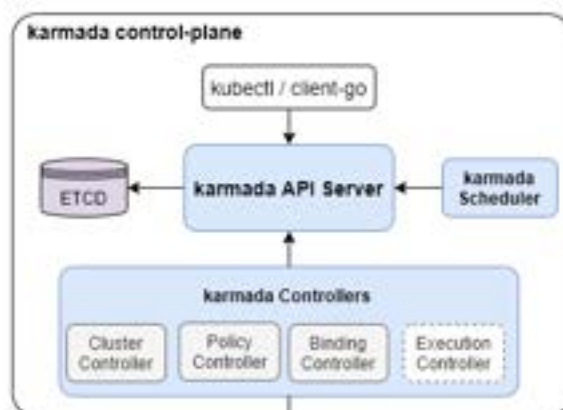 karmada control-plane
kubectl / client-go
karmada API Server
ETCD
karmada
Scheduler
karmada Controllers
Cluster
Controller
Policy
Controller
Binding
Controller
Execution
Controller